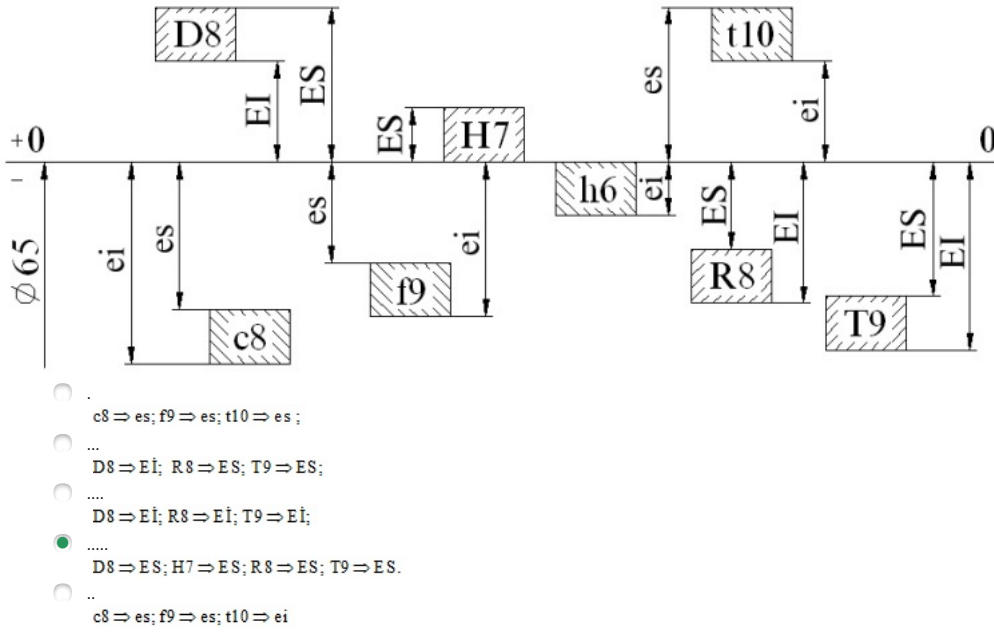 D8
EI
ES
ES
H7
+0
–
Ø 65
ei
es
c8
es
f9
ei
h6
ei
es
t10
ei
0
ES
EI
R8
ES
EI
T9
.
c8 ⇒ es; f9 ⇒ es; t10 ⇒ es ;
...
D8 ⇒ Eİ; R8 ⇒ ES; T9 ⇒ ES;
....
D8 ⇒ Eİ; R8 ⇒ Eİ; T9 ⇒ Eİ;
.....
D8 ⇒ ES; H7 ⇒ ES; R8 ⇒ ES; T9 ⇒ ES.
..
c8 ⇒ es; f9 ⇒ es; t10 ⇒ ei